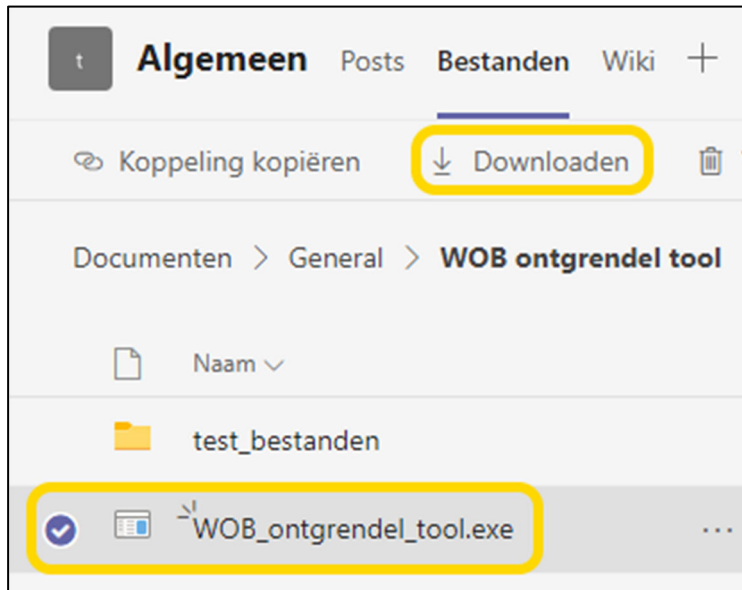 t Algemeen Posts Bestanden Wiki
Koppeling kopiëren Downloaden
Documenten > General > WOB ontgrendel tool
Naam
test_bestanden
WOB_ontgrendel_tool.exe ...